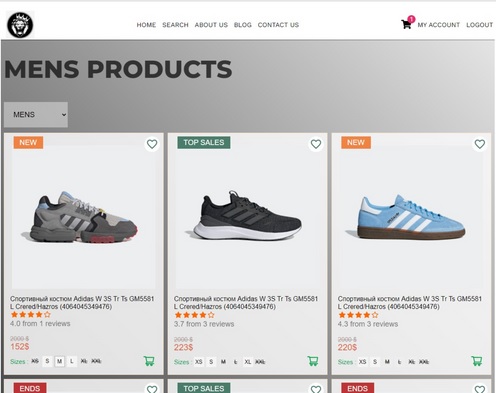 HOME SEARCH ABOUT US BLOG CONTACT US 1 MY ACCOUNT LOGOUT
MENS PRODUCTS
MENS
NEW
Спортивный костюм Adidas W 3S Tr Ts GM5581
L Crered/Hazros (4064045349476)
4.0 from 1 reviews
2000 $
152$
Sizes : XS S M L XL XXL
TOP SALES
Спортивный костюм Adidas W 3S Tr Ts GM5581
L Crered/Hazros (4064045349476)
3.7 from 3 reviews
2000 $
223$
Sizes : XS S M L XL XXL
NEW
Спортивный костюм Adidas W 3S Tr Ts GM5581
L Crered/Hazros (4064045349476)
4.3 from 3 reviews
2000 $
220$
Sizes : XS S M L XL XXL
ENDS
TOP SALES
ENDS